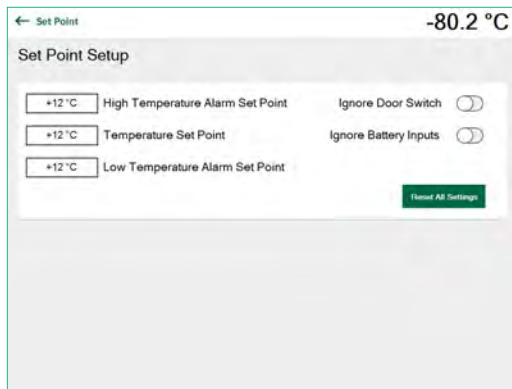 ← Set Point
-80.2 °C
Set Point Setup
+12 °C High Temperature Alarm Set Point Ignore Door Switch
+12 °C Temperature Set Point Ignore Battery Inputs
+12 °C Low Temperature Alarm Set Point
Reset All Settings